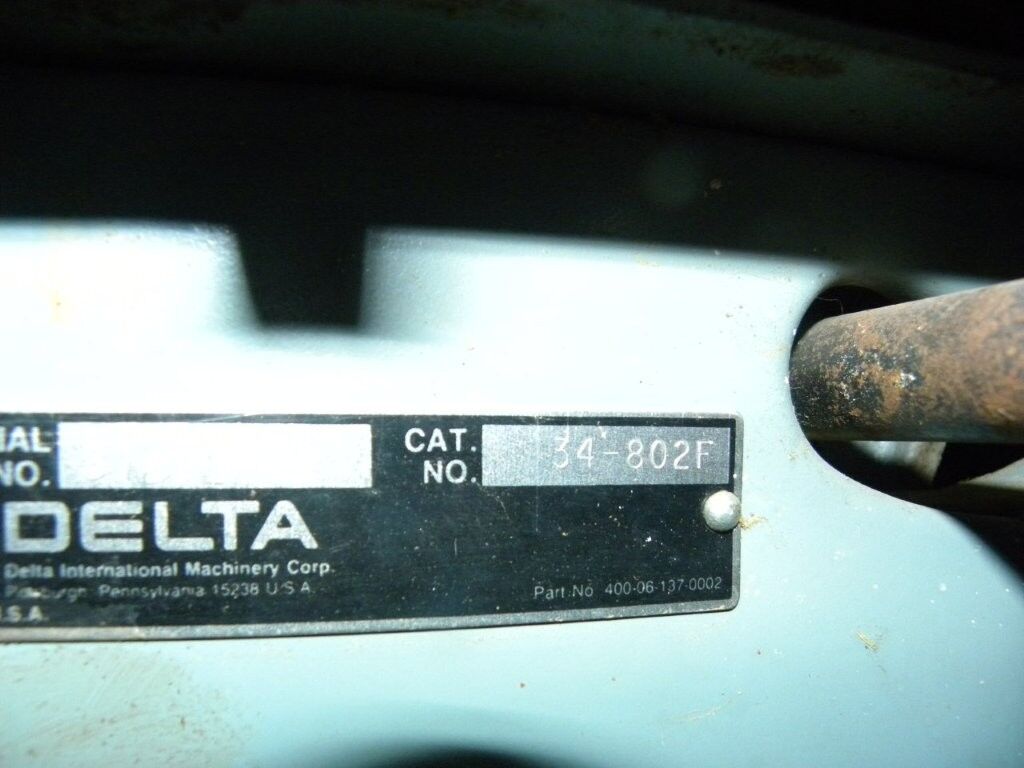 IAL
NO.
CAT. 34-802F
NO.
DELTA
Delta International Machinery Corp.
Pittsburgh Pennsylvania 15238 U S A
Part No 400-06-137-0002
.S.A.